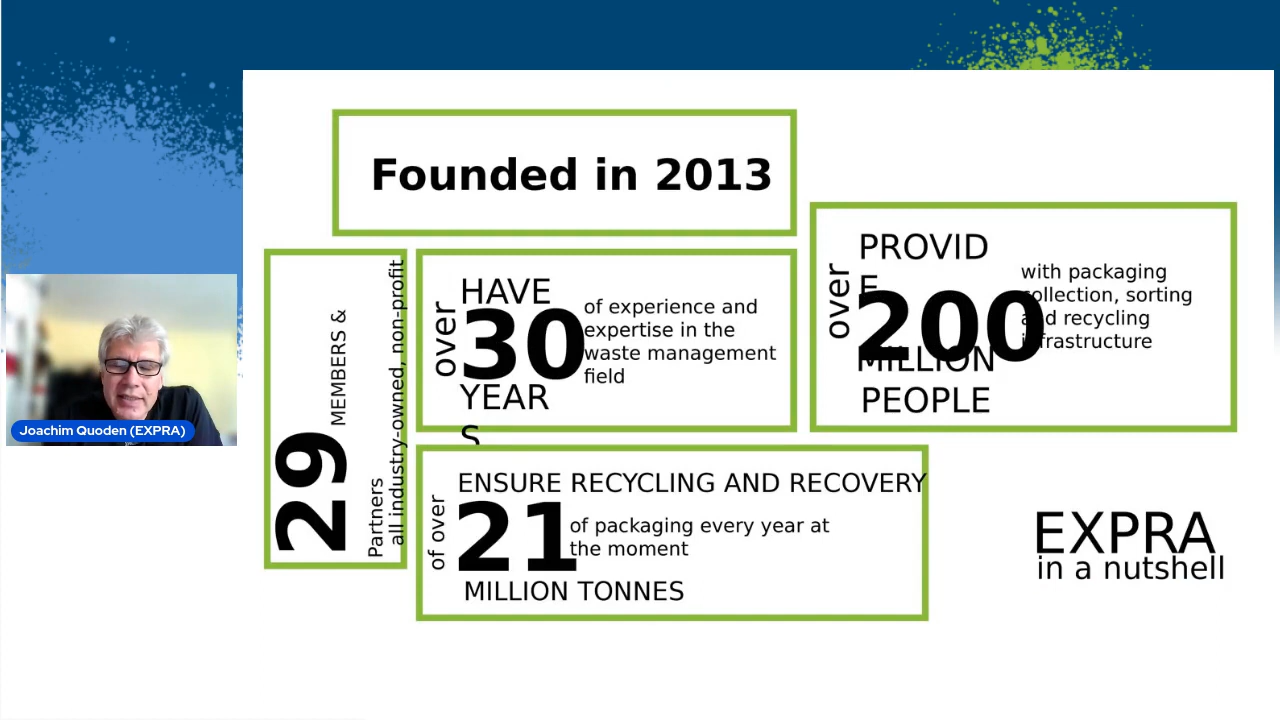 Founded in 2013
29
MEMBERS &
Partners
all industry-owned, non-profit
HAVE
over
30
YEAR
S
of experience and
expertise in the
waste management
field
PROVID
E
over
200
MILLION
PEOPLE
with packaging
collection, sorting
and recycling
infrastructure
ENSURE RECYCLING AND RECOVERY
of over
21
of packaging every year at
the moment
MILLION TONNES
EXPRA
in a nutshell
Joachim Quoden (EXPRA)